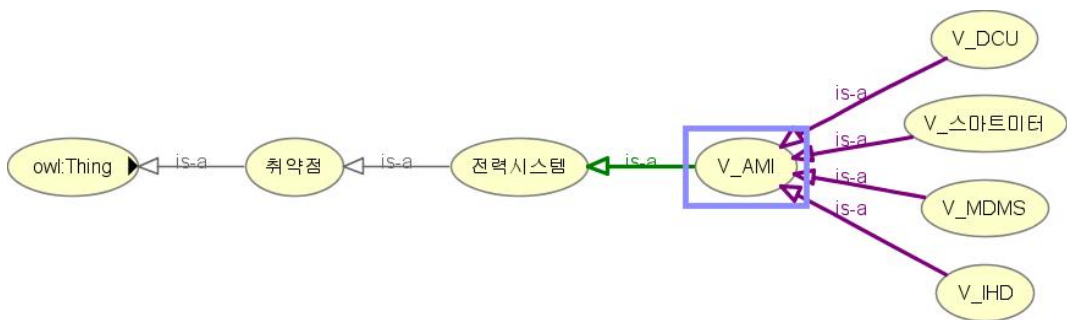 V_DCU
is-a
V_스마트미터
is-a
owl:Thing
is-a
취약점
is-a
전력시스템
is-a
V_AMI
is-a
V_MDMS
is-a
V_IHD